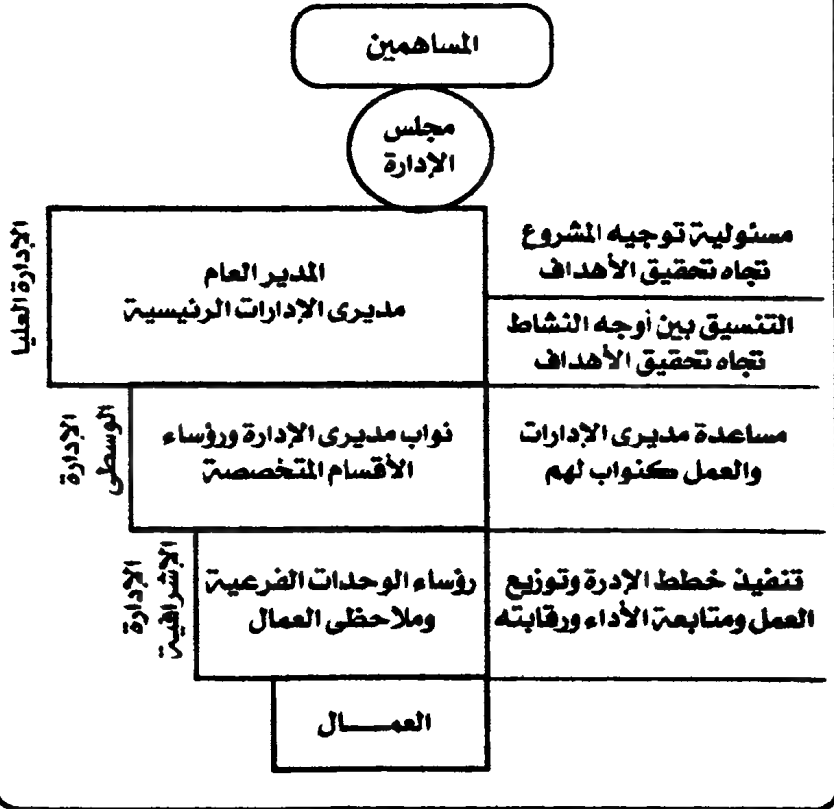 المساهمين
مجلس
الإدارة
الإدارة العليا
المدير العام
مديرى الإدارات الرئيسية
مسئولية توجيه المشروع
تجاه تحقيق الأهداف
التنسيق بين أوجه النشاط
تجاه تحقيق الأهداف
الإدارة
الوسطى
نواب مديرى الإدارة ورؤساء
الأقسام المتخصصة
مساعدة مديرى الإدارات
والعمل كنواب لهم
الإدارة
الإشرافية
رؤساء الوحدات الفرعية
وملاحظى العمال
تنفيذ خطط الإدرة وتوزيع
العمل ومتابعة الأداء ورقابته
العمـــال